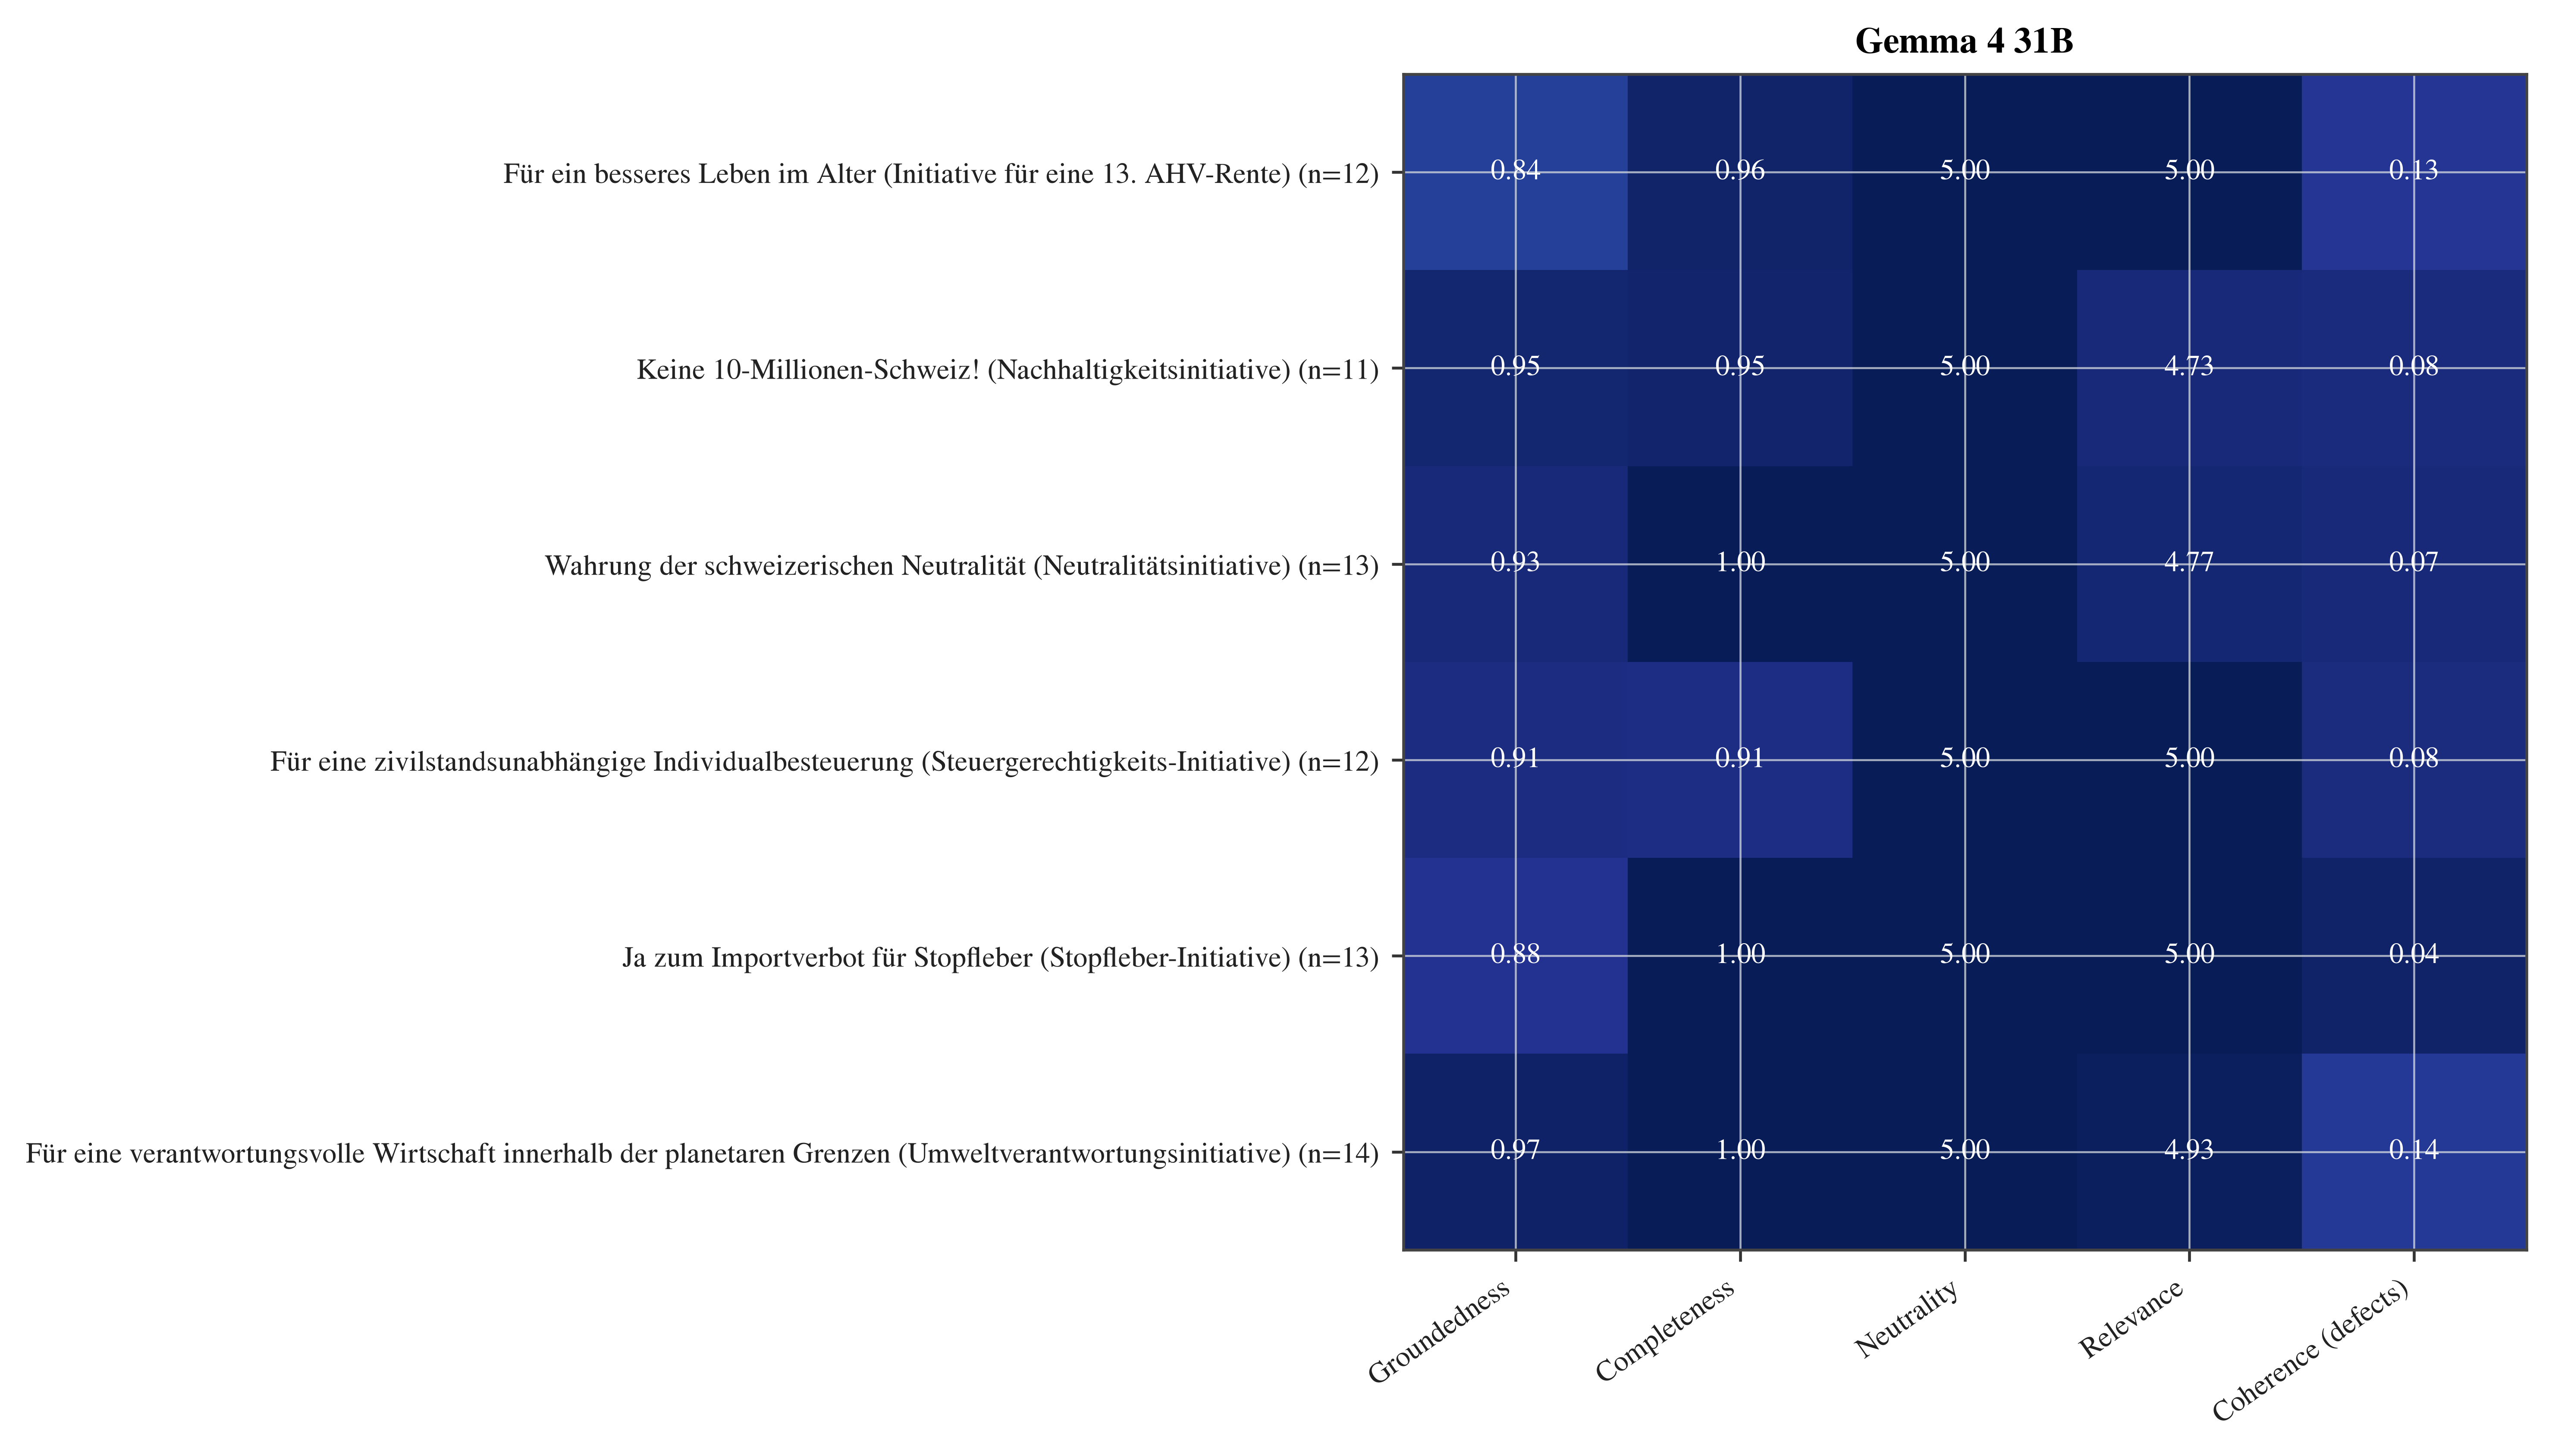 Gemma 4 31B
Für ein besseres Leben im Alter (Initiative für eine 13. AHV-Rente) (n=12) 0.84 0.96 5.00 5.00 0.13
Keine 10-Millionen-Schweiz! (Nachhaltigkeitsinitiative) (n=11) 0.95 0.95 5.00 4.73 0.08
Wahrung der schweizerischen Neutralität (Neutralitätsinitiative) (n=13) 0.93 1.00 5.00 4.77 0.07
Für eine zivilstandsunabhängige Individualbesteuerung (Steuergerechtigkeits-Initiative) (n=12) 0.91 0.91 5.00 5.00 0.08
Ja zum Importverbot für Stopfleber (Stopfleber-Initiative) (n=13) 0.88 1.00 5.00 5.00 0.04
Für eine verantwortungsvolle Wirtschaft innerhalb der planetaren Grenzen (Umweltverantwortungsinitiative) (n=14) 0.97 1.00 5.00 4.93 0.14
Groundedness
Completeness
Neutrality
Relevance
Coherence (defects)